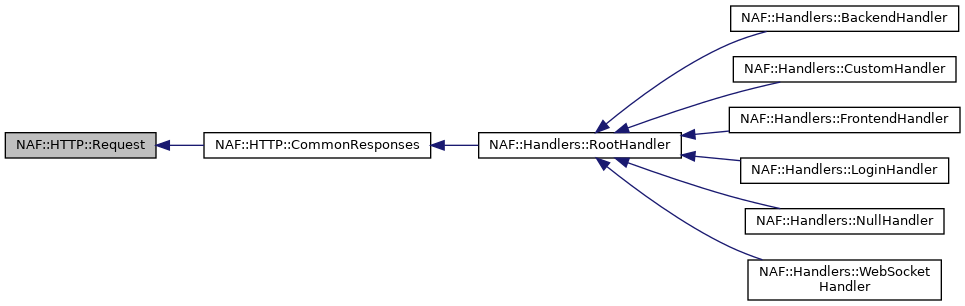 NAF::Handlers::BackendHandler
NAF::Handlers::CustomHandler
NAF::Handlers::FrontendHandler
NAF::HTTP::Request
NAF::HTTP::CommonResponses
NAF::Handlers::RootHandler
NAF::Handlers::LoginHandler
NAF::Handlers::NullHandler
NAF::Handlers::WebSocket
Handler